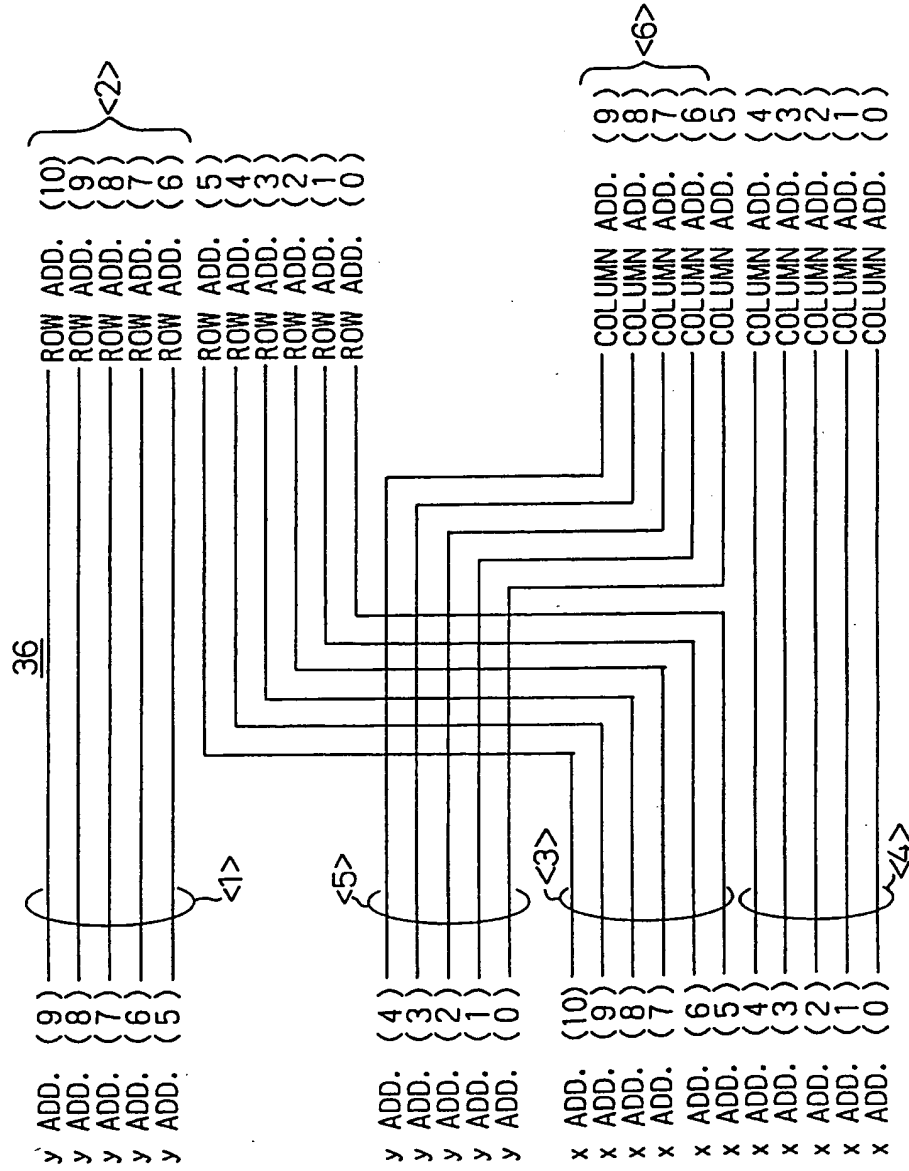 36
y ADD. (9)
y ADD. (8)
y ADD. (7)
y ADD. (6)
y ADD. (5)
<1>
y ADD. (4)
y ADD. (3)
y ADD. (2)
y ADD. (1)
y ADD. (0)
<5>
x ADD. (10)
x ADD. (9)
x ADD. (8)
x ADD. (7)
x ADD. (6)
x ADD. (5)
x ADD. (4)
x ADD. (3)
x ADD. (2)
x ADD. (1)
x ADD. (0)
<3>
<4>
ROW ADD. (10)
ROW ADD. (9)
ROW ADD. (8)
ROW ADD. (7)
ROW ADD. (6)
ROW ADD. (5)
ROW ADD. (4)
ROW ADD. (3)
ROW ADD. (2)
ROW ADD. (1)
ROW ADD. (0)
<2>
COLUMN ADD. (9)
COLUMN ADD. (8)
COLUMN ADD. (7)
COLUMN ADD. (6)
COLUMN ADD. (5)
COLUMN ADD. (4)
COLUMN ADD. (3)
COLUMN ADD. (2)
COLUMN ADD. (1)
COLUMN ADD. (0)
<6>